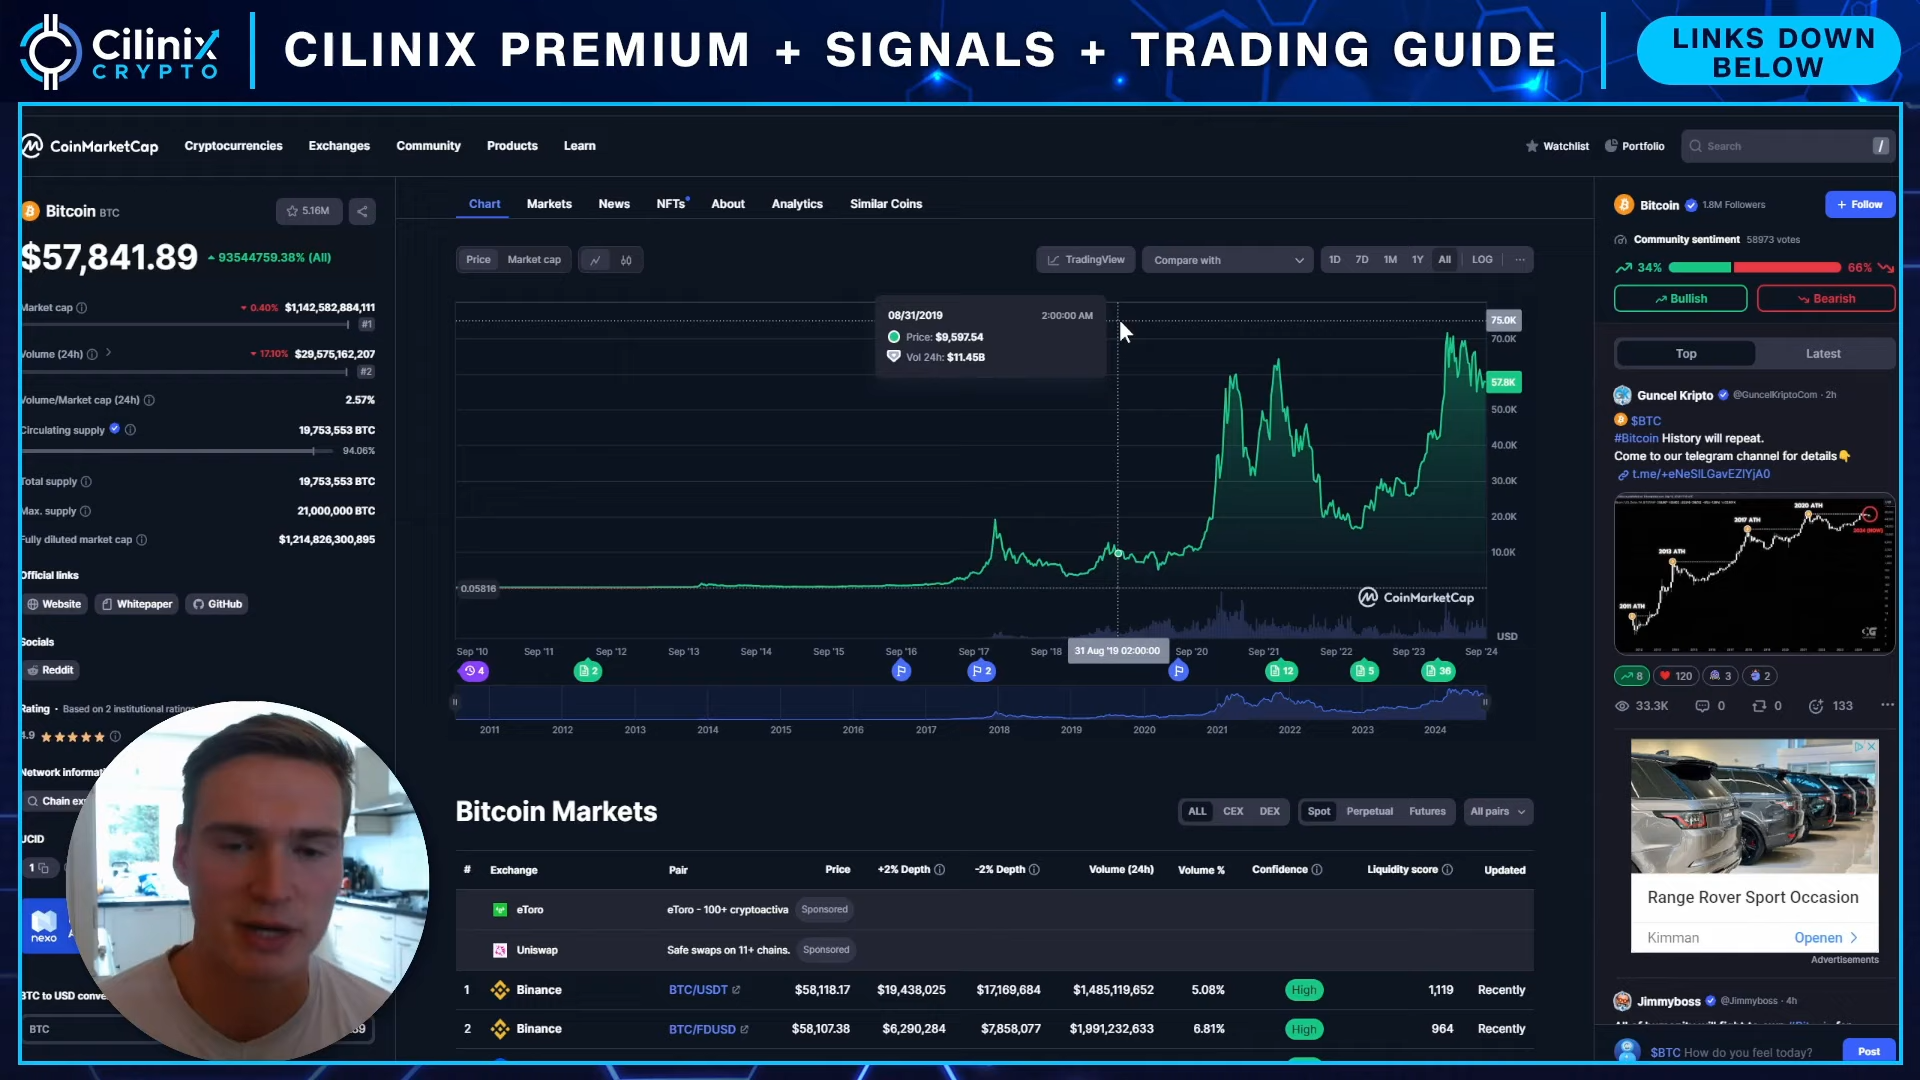 Cilinix
CRYPTO
CILINIX PREMIUM + SIGNALS + TRADING GUIDE
LINKS DOWN
BELOW
CoinMarketCap
Cryptocurrencies
Exchanges
Community
Products
Learn
Watchlist
Portfolio
Search
/
Bitcoin BTC
5.16M
$57,841.89
93544759.38% (All)
Market cap
0.40% $1,142,582,884,111
#1
Volume (24h)
17.10% $29,575,162,207
#2
Volume/Market cap (24h)
2.57%
Circulating supply
19,753,553 BTC
94.06%
Total supply
19,753,553 BTC
Max. supply
21,000,000 BTC
Fully diluted market cap
$1,214,826,300,895
Official links
Website
Whitepaper
GitHub
Socials
Reddit
Rating · Based on 2 institutional ratings
4.9
Network informat
Chain ex
UCID
1
nexo
BTC to USD conve
BTC
Chart
Markets
News
NFTs
About
Analytics
Similar Coins
Price
Market cap
TradingView
Compare with
1D
7D
1M
1Y
All
LOG
···
08/31/2019
2:00:00 AM
Price: $9,597.54
Vol 24h: $11.45B
75.0K
70.0K
57.8K
50.0K
40.0K
30.0K
20.0K
10.0K
0.05816
CoinMarketCap
USD
Sep '10
Sep '11
Sep '12
Sep '13
Sep '14
Sep '15
Sep '16
Sep '17
Sep '18
31 Aug '19 02:00:00
Sep '20
Sep '21
Sep '22
Sep '23
Sep '24
4
2
2
12
5
36
2011
2012
2013
2014
2015
2016
2017
2018
2019
2020
2021
2022
2023
2024
Bitcoin Markets
ALL
CEX
DEX
Spot
Perpetual
Futures
All pairs
# Exchange Pair Price +2% Depth -2% Depth Volume (24h) Volume % Confidence Liquidity score Updated
eToro eToro - 100+ cryptoactiva Sponsored
Uniswap Safe swaps on 11+ chains. Sponsored
1 Binance BTC/USDT $58,118.17 $19,438,025 $17,169,684 $1,485,119,652 5.08% High 1,119 Recently
2 Binance BTC/FDUSD $58,107.38 $6,290,284 $7,858,077 $1,991,232,633 6.81% High 964 Recently
Bitcoin 1.8M Followers
+ Follow
Community sentiment 58973 votes
34%
66%
Bullish
Bearish
Top
Latest
Guncel Kripto @GuncelKriptoCom · 2h
$BTC
#Bitcoin History will repeat.
Come to our telegram channel for details
t.me/+eNeSILGavEZIYjA0
2011 ATH
2013 ATH
2017 ATH
2020 ATH
8
120
3
2
33.3K
0
0
133
Range Rover Sport Occasion
Kimman
Openen
Advertisements
Jimmyboss @Jimmyboss · 4h
$BTC How do you feel today?
Post